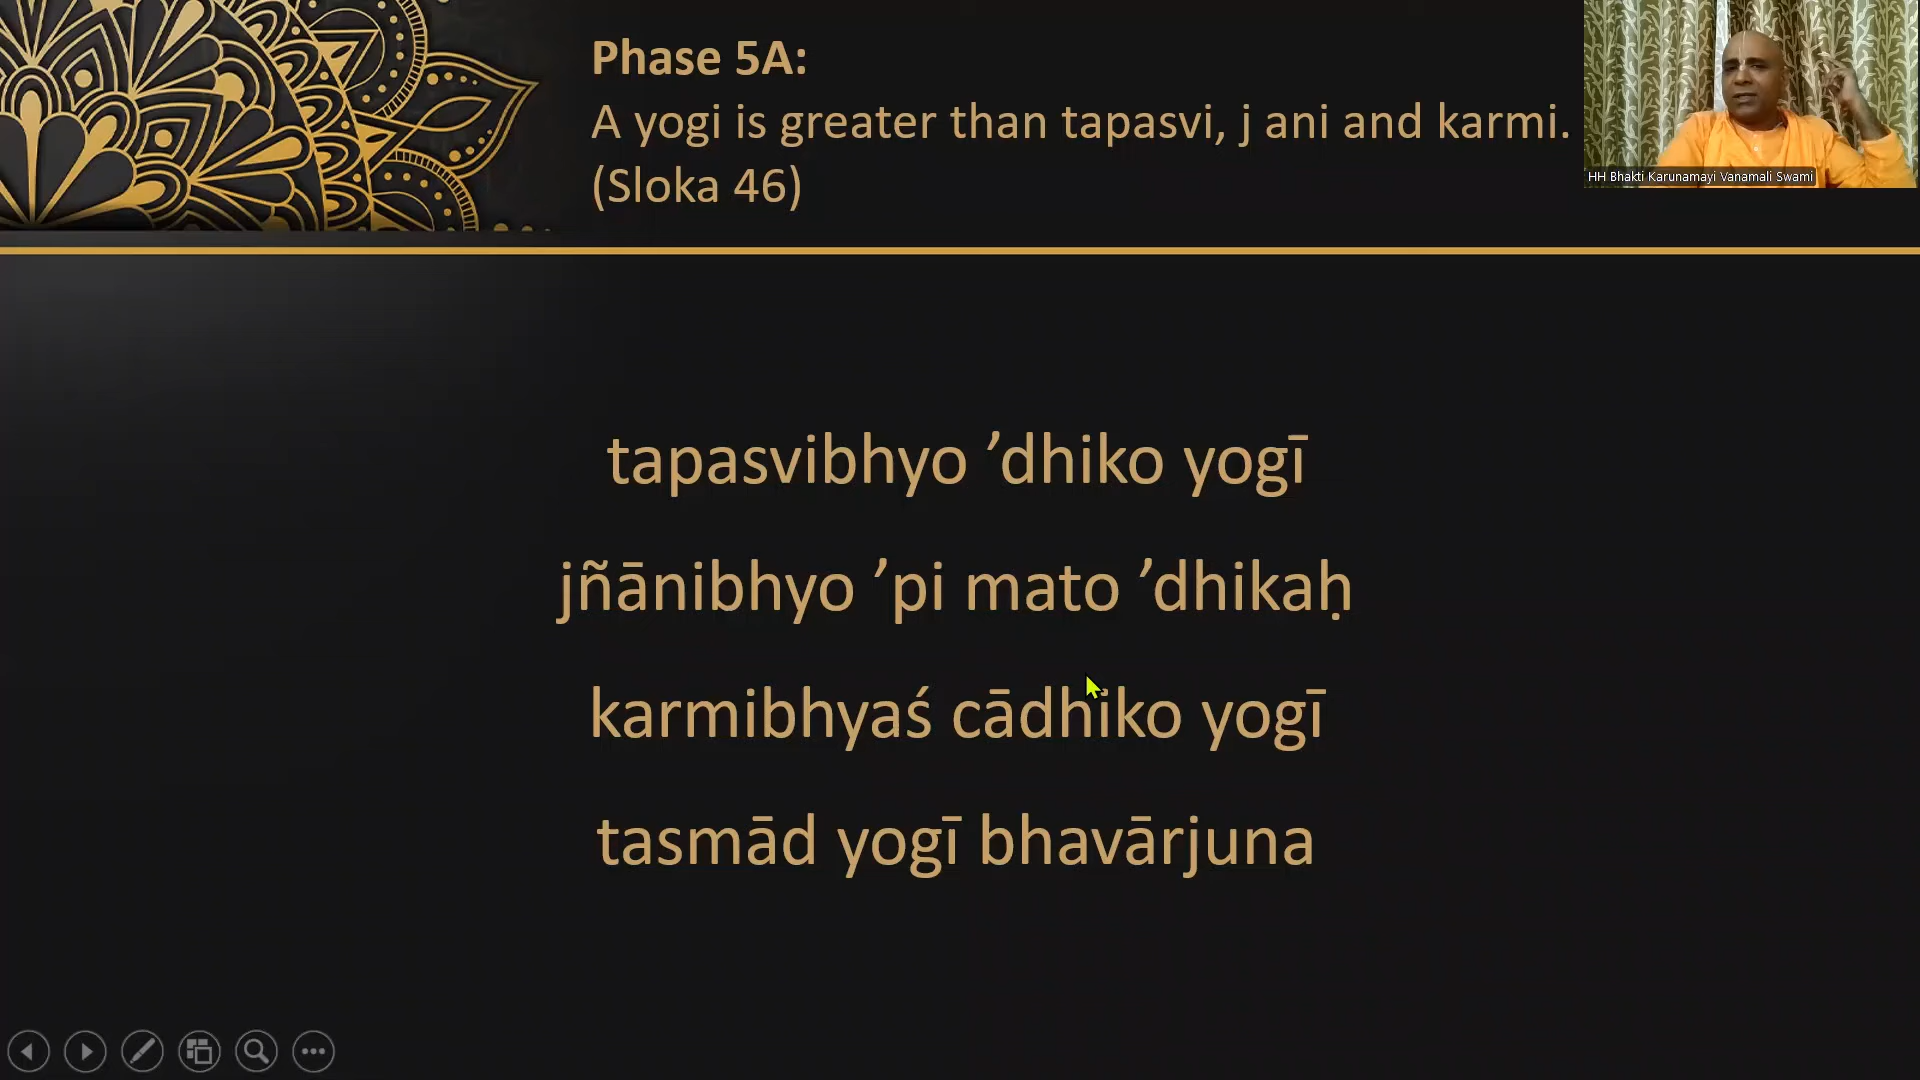 Phase 5A:
A yogi is greater than tapasvi, j ani and karmi.
(Sloka 46)
HH Bhakti Karunamayi Vanamali Swami
tapasvibhyo ’dhiko yogī
jñānibhyo ’pi mato ’dhikaḥ
karmibhyaś cādhiko yogī
tasmād yogī bhavārjuna